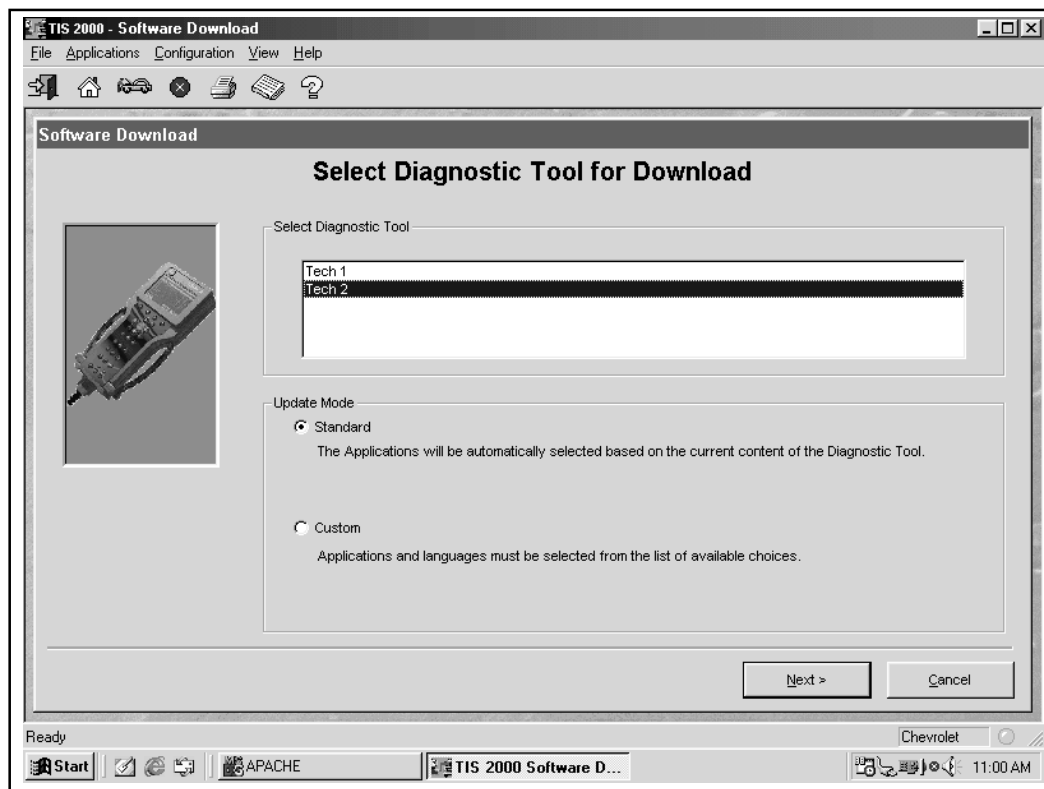 TIS 2000 - Software Download
File Applications Configuration View Help
Software Download
Select Diagnostic Tool for Download
Select Diagnostic Tool
Tech 1
Tech 2
Update Mode
Standard
The Applications will be automatically selected based on the current content of the Diagnostic Tool.
Custom
Applications and languages must be selected from the list of available choices.
Next >
Cancel
Ready
Chevrolet
Start
APACHE
TIS 2000 Software D...
11:00 AM